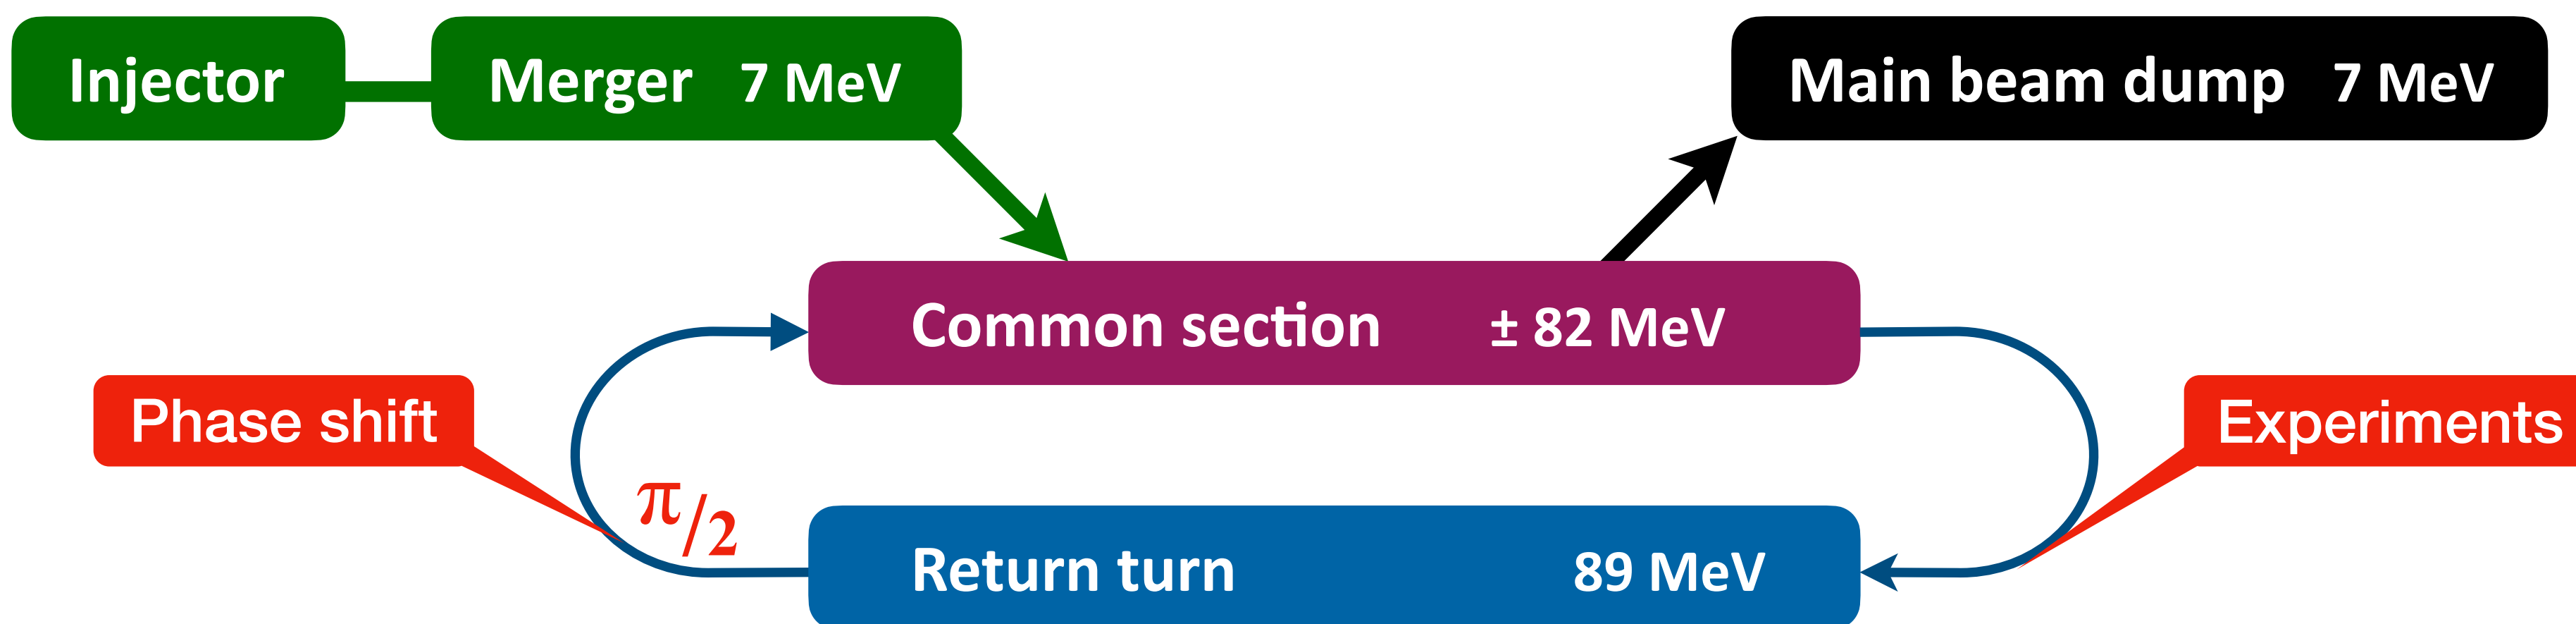 Injector
Merger 7 MeV
Main beam dump 7 MeV
Common section ± 82 MeV
Phase shift
Experiments
π/2
Return turn 89 MeV